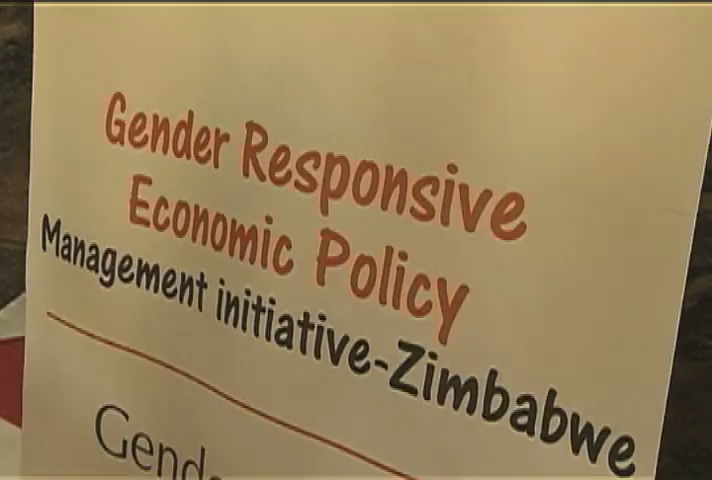 Gender Responsive
Economic Policy
Management initiative-Zimbabwe